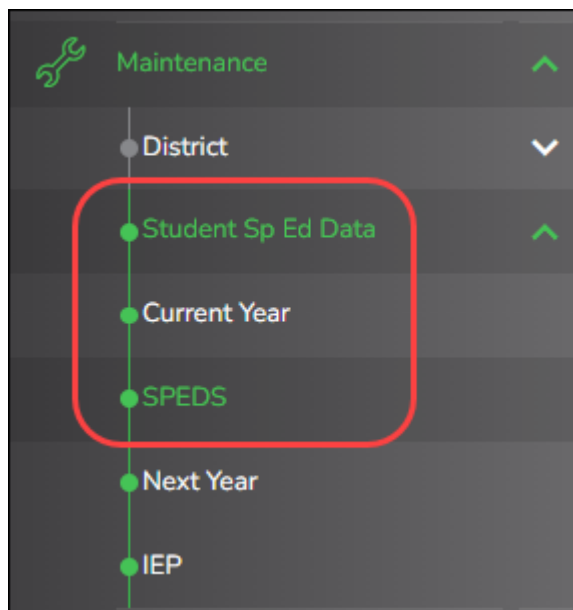 Maintenance
District
Student Sp Ed Data
Current Year
SPEDS
Next Year
IEP